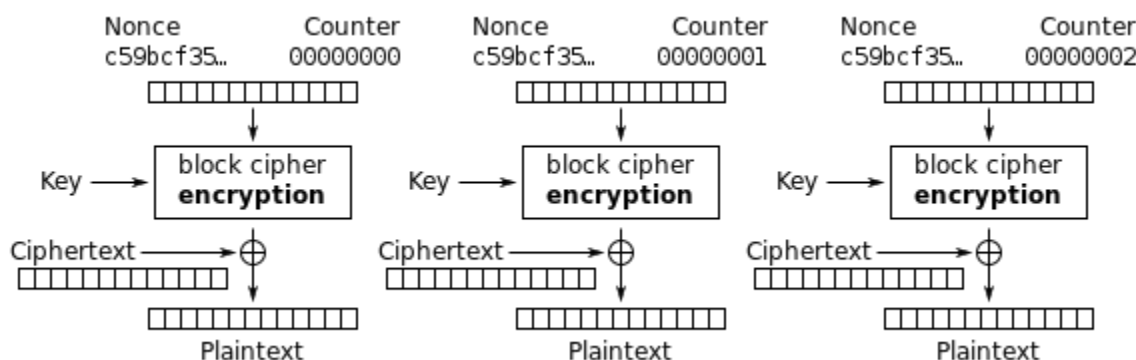 Nonce Counter Nonce Counter Nonce Counter
c59bcf35… 00000000 c59bcf35… 00000001 c59bcf35… 00000002
block cipher block cipher block cipher
Key encryption Key encryption Key encryption
Ciphertext Ciphertext Ciphertext
Plaintext Plaintext Plaintext